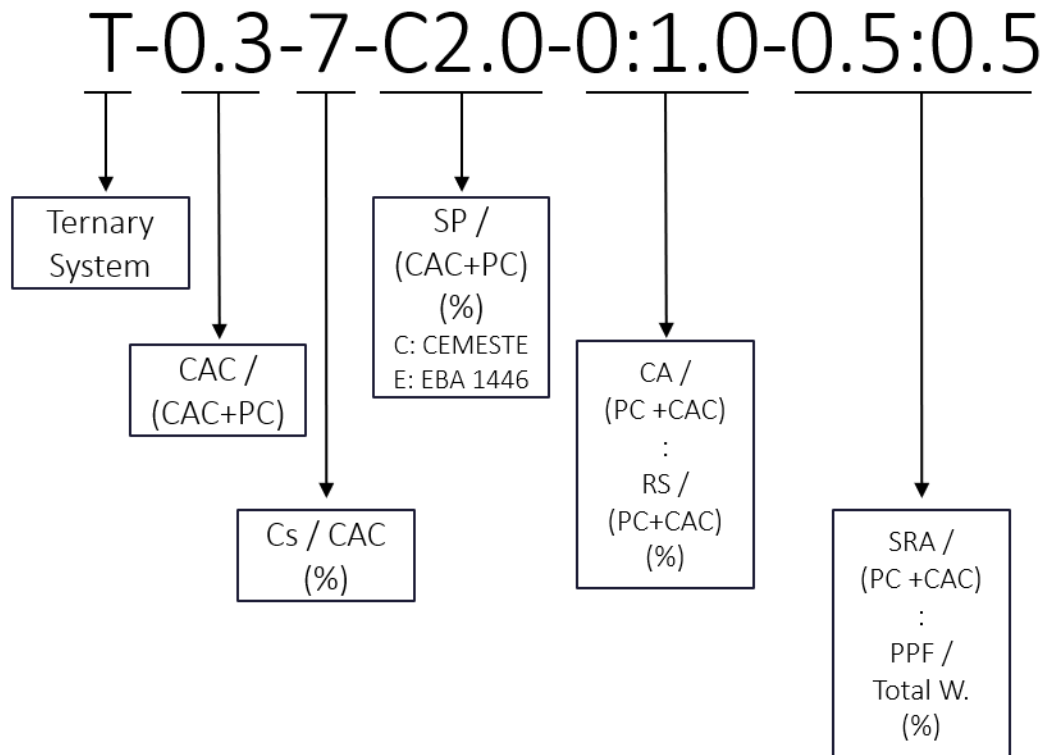 T-0.3-7-C2.0-0:1.0-0.5:0.5
Ternary
System
CAC /
(CAC+PC)
Cs / CAC
(%)
SP /
(CAC+PC)
(%)
C: CEMESTE
E: EBA 1446
CA /
(PC +CAC)
:
RS /
(PC+CAC)
(%)
SRA /
(PC +CAC)
:
PPF /
Total W.
(%)